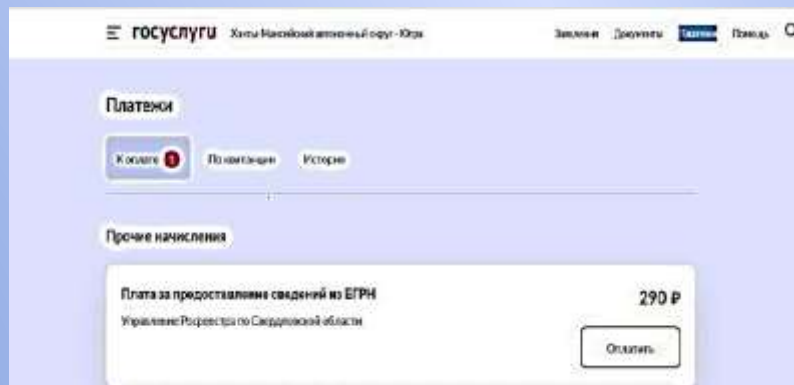 госуслуги Ханты-Мансийский автономный округ - Югра Заявления Документы Платежи Помощь
Платежи
К оплате 1 По квитанции История
Прочие начисления
Плата за предоставление сведений из ЕГРН 290 ₽
Управление Росреестра по Свердловской области
Оплатить